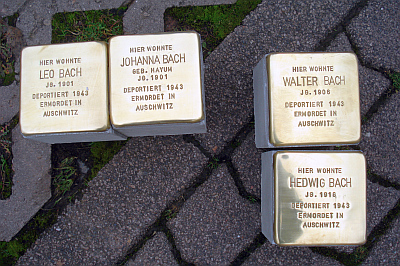 HIER WOHNTE
LEO BACH
JG. 1901
DEPORTIERT 1943
ERMORDET IN
AUSCHWITZ
HIER WOHNTE
JOHANNA BACH
GEB. HAYUM
JG. 1901
DEPORTIERT 1943
ERMORDET IN
AUSCHWITZ
HIER WOHNTE
WALTER BACH
JG. 1906
DEPORTIERT 1943
ERMORDET IN
AUSCHWITZ
HIER WOHNTE
HEDWIG BACH
JG. 1916
DEPORTIERT 1943
ERMORDET IN
AUSCHWITZ